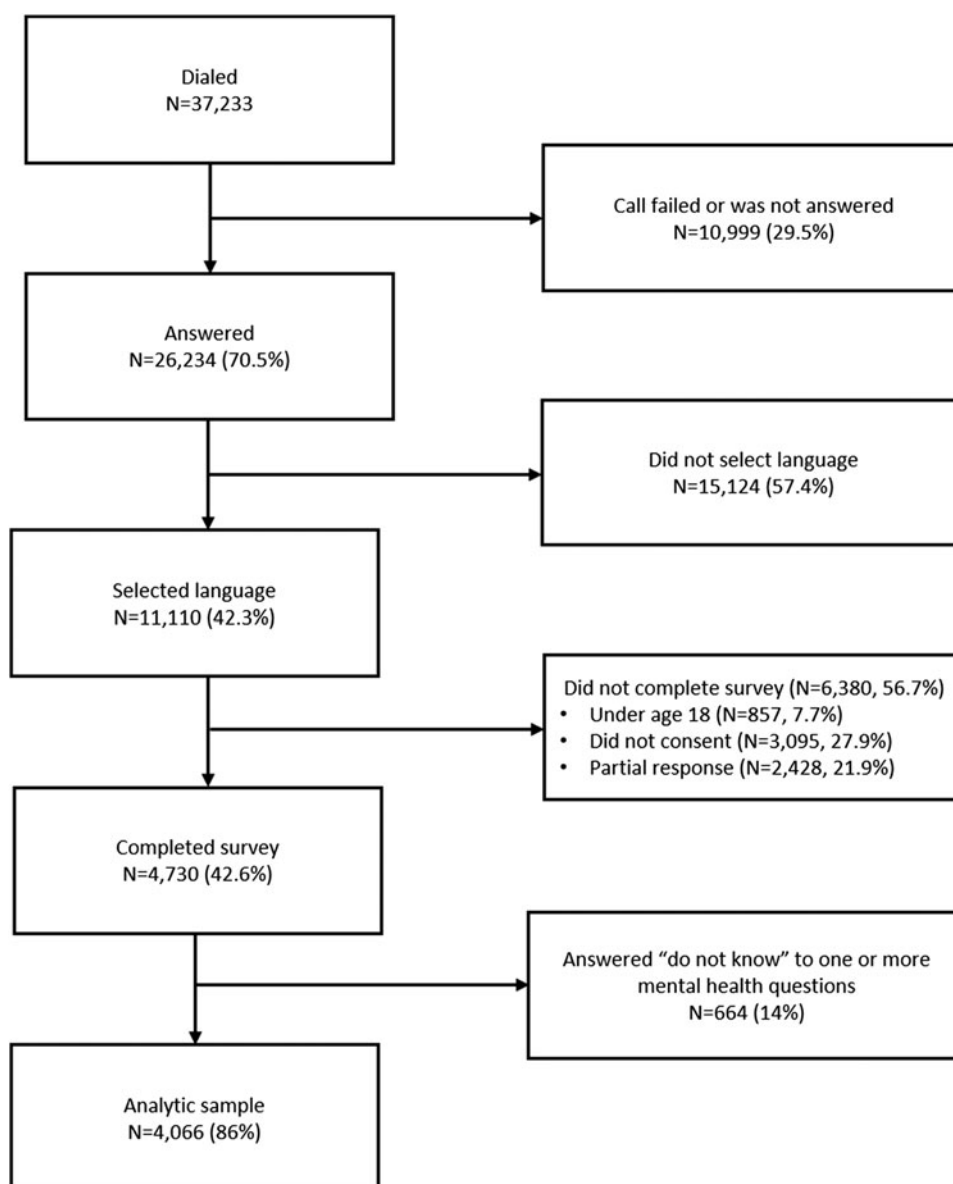 Dialed
N=37,233
Call failed or was not answered
N=10,999 (29.5%)
Answered
N=26,234 (70.5%)
Did not select language
N=15,124 (57.4%)
Selected language
N=11,110 (42.3%)
Did not complete survey (N=6,380, 56.7%)
• Under age 18 (N=857, 7.7%)
• Did not consent (N=3,095, 27.9%)
• Partial response (N=2,428, 21.9%)
Completed survey
N=4,730 (42.6%)
Answered “do not know” to one or more
mental health questions
N=664 (14%)
Analytic sample
N=4,066 (86%)